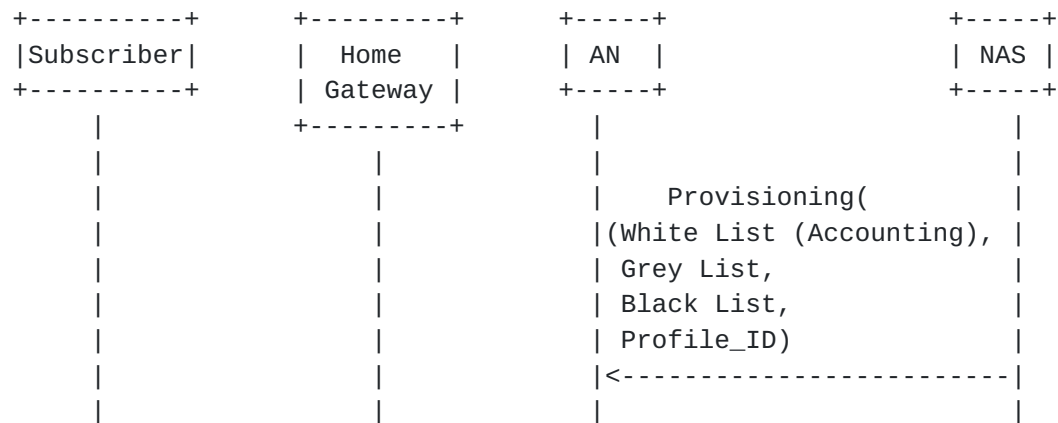 +----------+      +---------+      +-----+                  +-----+
|Subscriber|      |  Home   |      | AN  |                  | NAS |
+----------+      | Gateway |      +-----+                  +-----+
     |            +---------+        |                          |
     |                 |             |                          |
     |                 |             |    Provisioning(         |
     |                 |             |(White List (Accounting), |
     |                 |             | Grey List,               |
     |                 |             | Black List,              |
     |                 |             | Profile_ID)              |
     |                 |             |<-------------------------|
     |                 |             |                          |